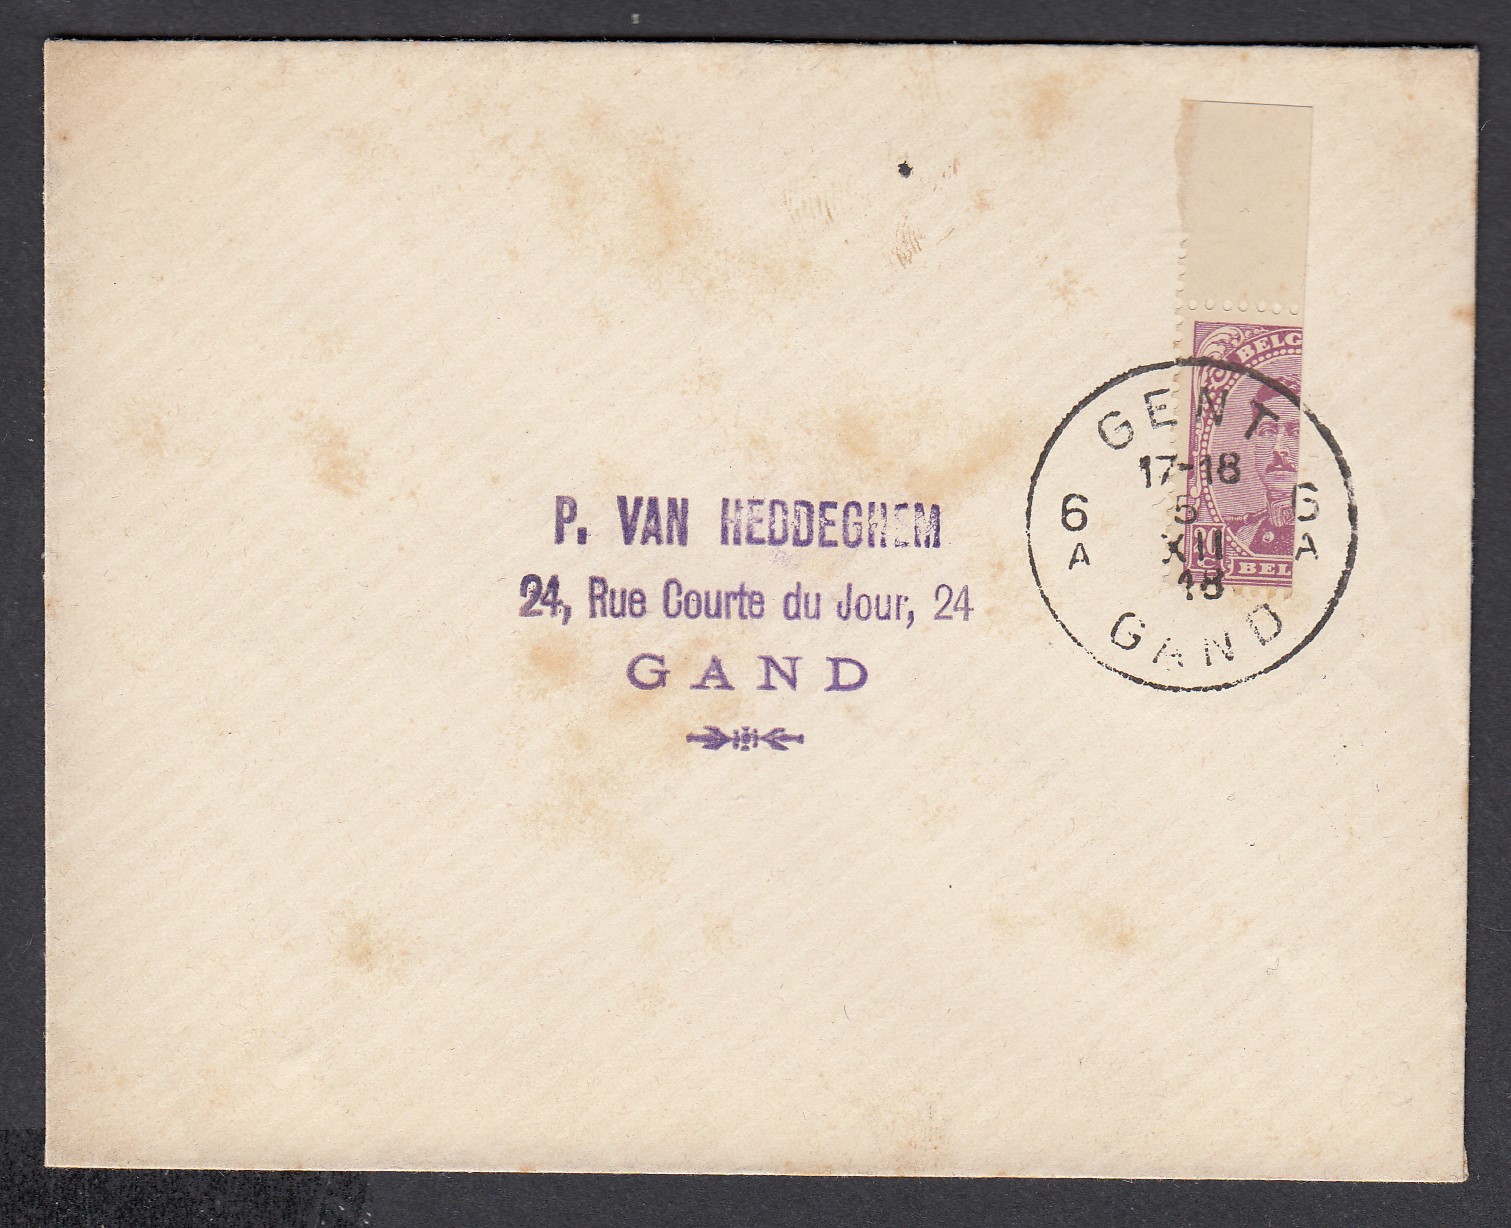 BELG
GENT
17-18
6 5 6
A XII A
18
GAND
20
C
BEL
P. VAN HEDDEGHEM
24, Rue Courte du Jour, 24
GAND